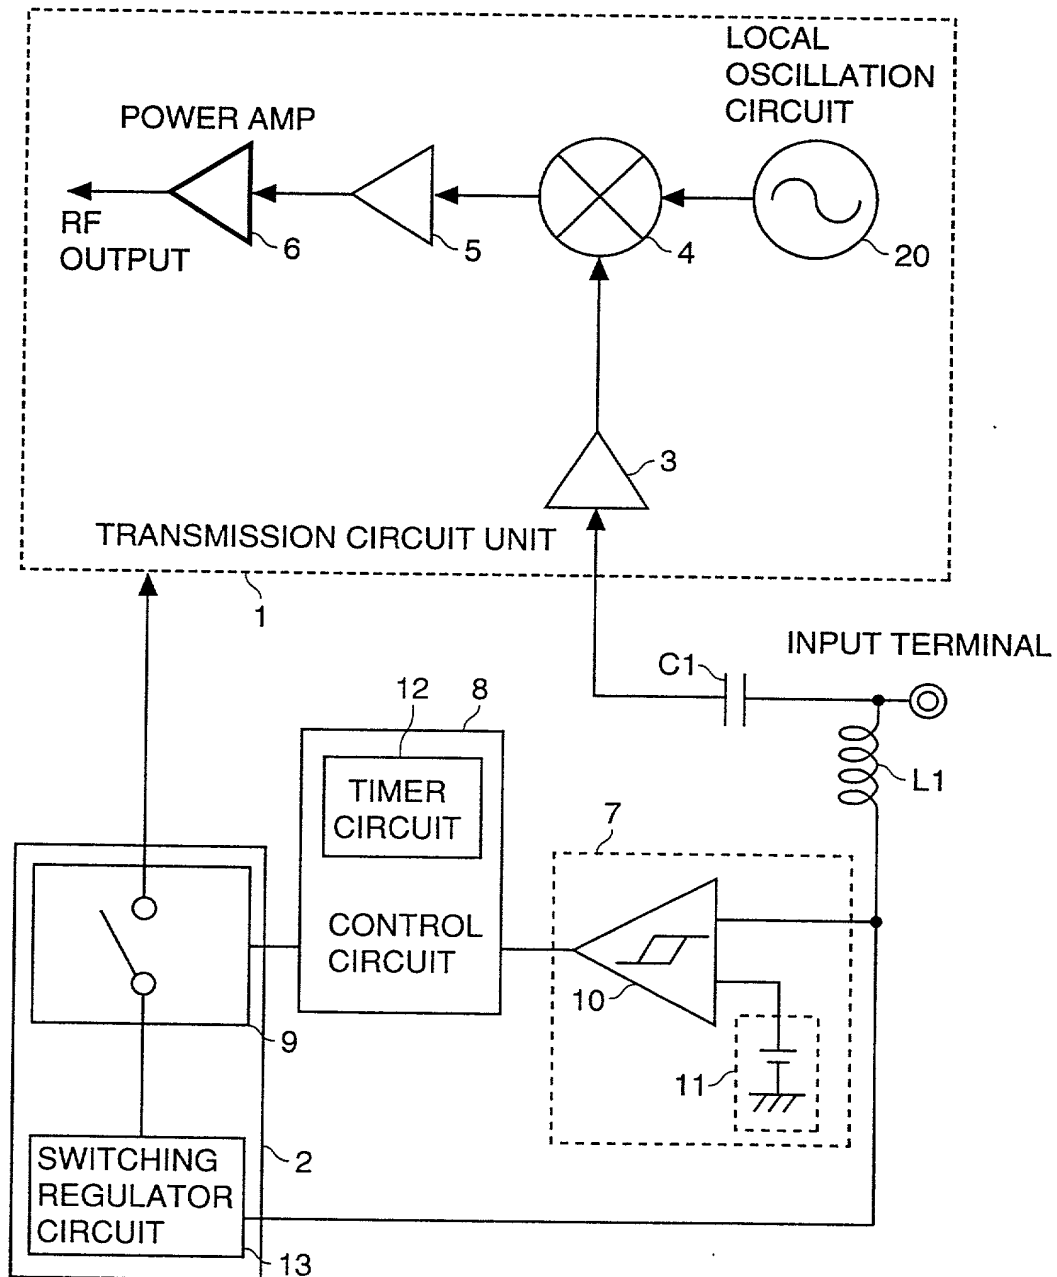 LOCAL
OSCILLATION
CIRCUIT
POWER AMP
RF
OUTPUT
6
5
4
20
3
TRANSMISSION CIRCUIT UNIT
1
INPUT TERMINAL
C1
12
8
L1
TIMER
CIRCUIT
7
CONTROL
CIRCUIT
10
9
11
SWITCHING
REGULATOR
CIRCUIT
2
13